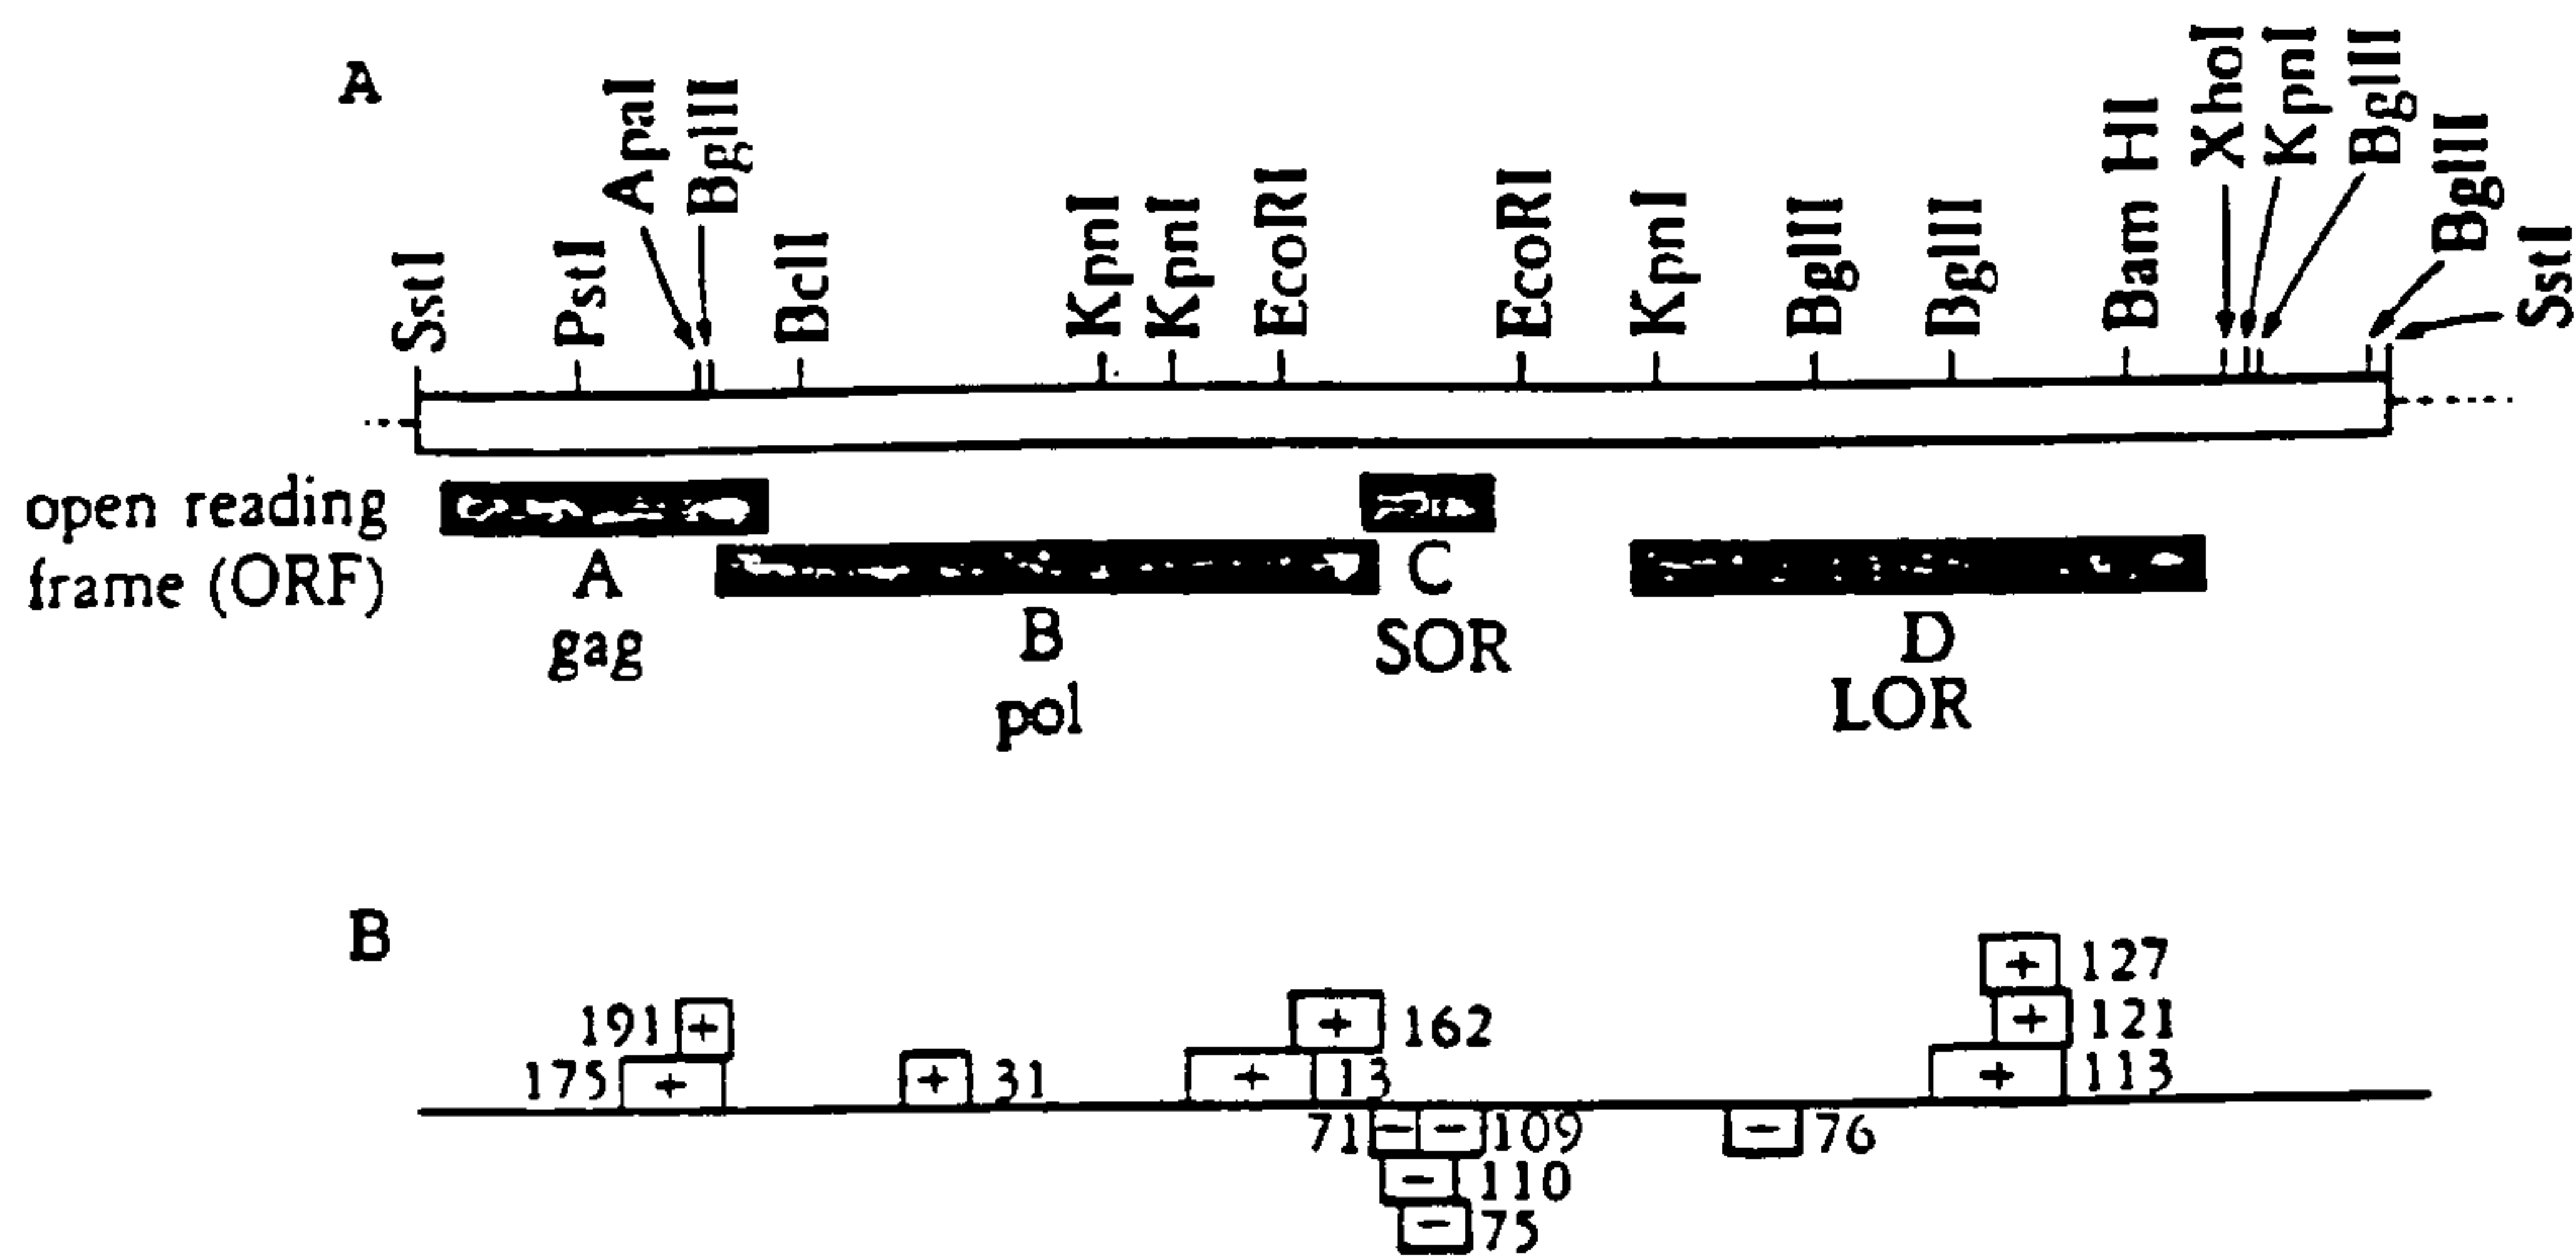 A
SstI
PstI
ApaI
BglII
BclI
KpnI
KpnI
EcoRI
EcoRI
KpnI
BglII
BglII
Bam HI
XhoI
KpnI
BglII
BglII
SstI
open reading
frame (ORF)
A
gag
B
pol
C
SOR
D
LOR
B
191 +
175 +
+ 31
+ 162
+ 13
71 - - 109
- 110
- 75
- 76
+ 127
+ 121
+ 113